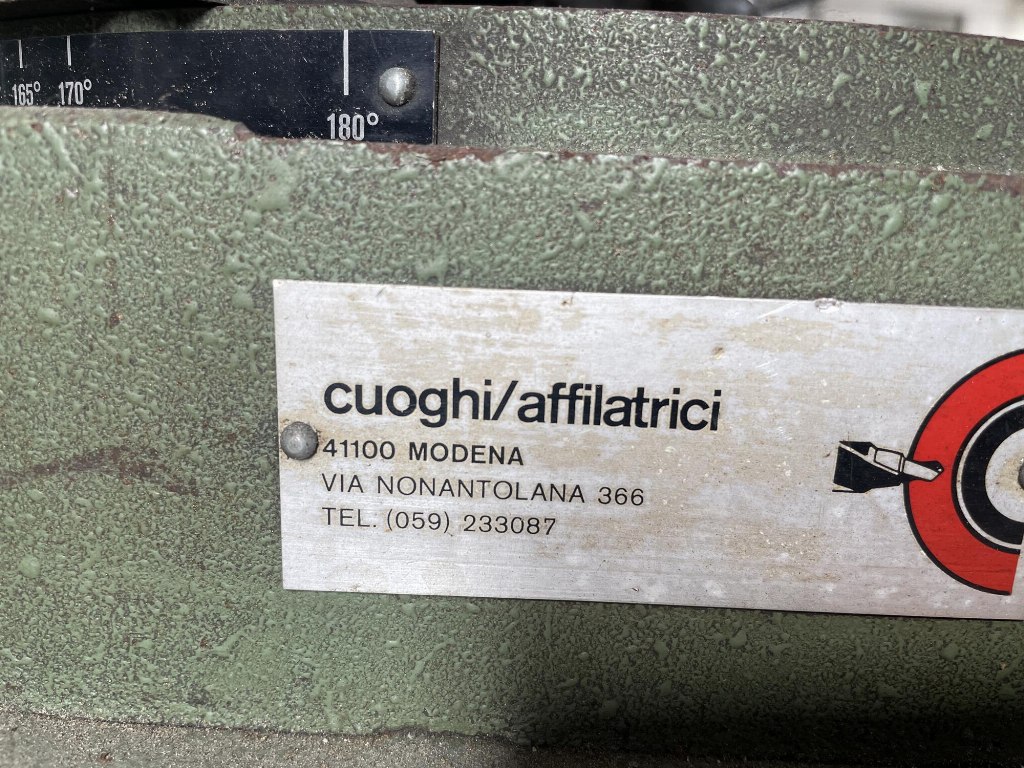 165° 170° 180°
cuoghi/affilatrici
41100 MODENA
VIA NONANTOLANA 366
TEL. (059) 233087